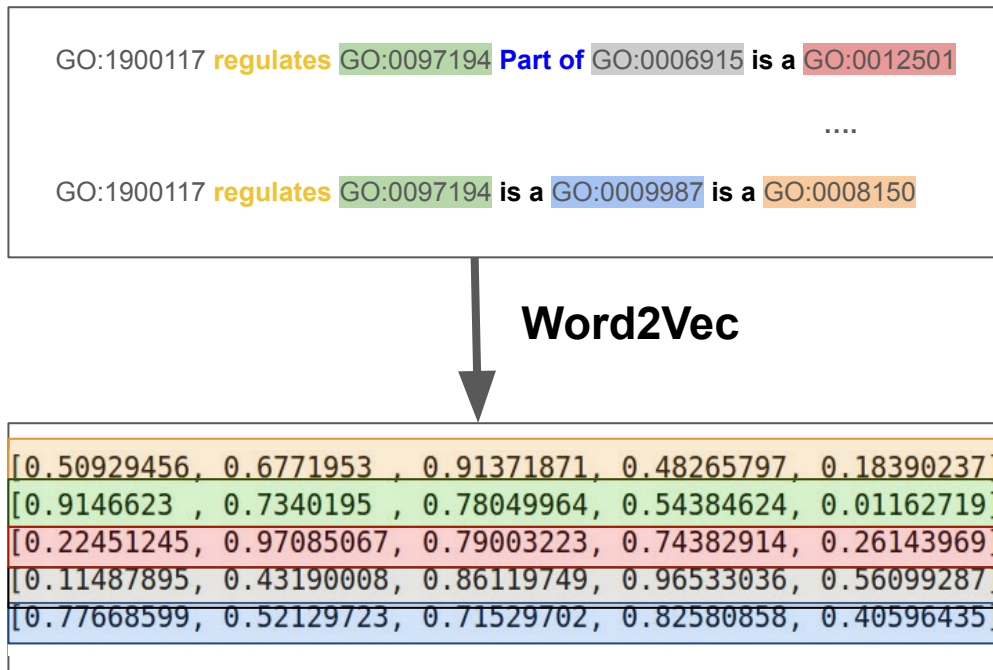 GO:1900117 regulates GO:0097194 Part of GO:0006915 is a GO:0012501
....
GO:1900117 regulates GO:0097194 is a GO:0009987 is a GO:0008150
Word2Vec
[0.50929456, 0.6771953 , 0.91371871, 0.48265797, 0.18390237]
[0.9146623 , 0.7340195 , 0.78049964, 0.54384624, 0.01162719]
[0.22451245, 0.97085067, 0.79003223, 0.74382914, 0.26143969]
[0.11487895, 0.43190008, 0.86119749, 0.96533036, 0.56099287]
[0.77668599, 0.52129723, 0.71529702, 0.82580858, 0.40596435]